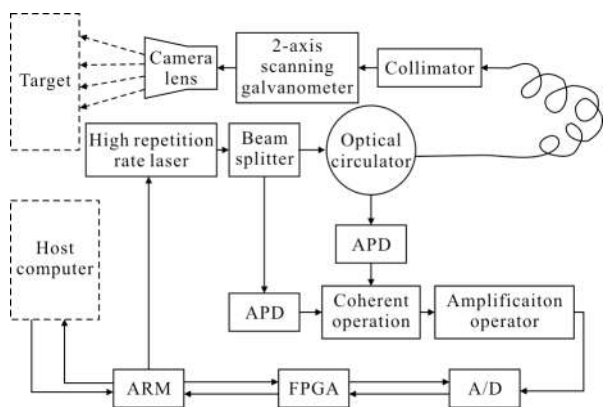 Target
Camera
lens
2-axis
scanning
galvanometer
Collimator
High repetition
rate laser
Beam
splitter
Optical
circulator
Host
computer
APD
APD
Coherent
operation
Amplificaiton
operator
ARM
FPGA
A/D